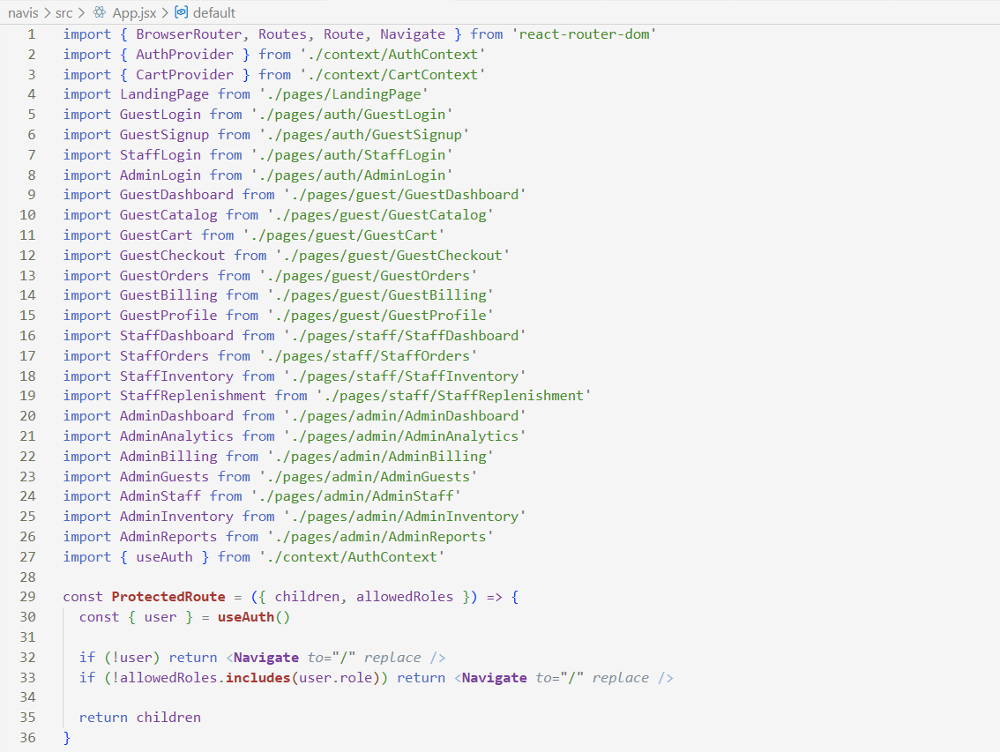 navis > src > App.jsx > default
1 import { BrowserRouter, Routes, Route, Navigate } from 'react-router-dom'
2 import { AuthProvider } from './context/AuthContext'
3 import { CartProvider } from './context/CartContext'
4 import LandingPage from './pages/LandingPage'
5 import GuestLogin from './pages/auth/GuestLogin'
6 import GuestSignup from './pages/auth/GuestSignup'
7 import StaffLogin from './pages/auth/StaffLogin'
8 import AdminLogin from './pages/auth/AdminLogin'
9 import GuestDashboard from './pages/guest/GuestDashboard'
10 import GuestCatalog from './pages/guest/GuestCatalog'
11 import GuestCart from './pages/guest/GuestCart'
12 import GuestCheckout from './pages/guest/GuestCheckout'
13 import GuestOrders from './pages/guest/GuestOrders'
14 import GuestBilling from './pages/guest/GuestBilling'
15 import GuestProfile from './pages/guest/GuestProfile'
16 import StaffDashboard from './pages/staff/StaffDashboard'
17 import StaffOrders from './pages/staff/StaffOrders'
18 import StaffInventory from './pages/staff/StaffInventory'
19 import StaffReplenishment from './pages/staff/StaffReplenishment'
20 import AdminDashboard from './pages/admin/AdminDashboard'
21 import AdminAnalytics from './pages/admin/AdminAnalytics'
22 import AdminBilling from './pages/admin/AdminBilling'
23 import AdminGuests from './pages/admin/AdminGuests'
24 import AdminStaff from './pages/admin/AdminStaff'
25 import AdminInventory from './pages/admin/AdminInventory'
26 import AdminReports from './pages/admin/AdminReports'
27 import { useAuth } from './context/AuthContext'
28
29 const ProtectedRoute = ({ children, allowedRoles }) => {
30   const { user } = useAuth()
31
32   if (!user) return <Navigate to="/" replace />
33   if (!allowedRoles.includes(user.role)) return <Navigate to="/" replace />
34
35   return children
36 }